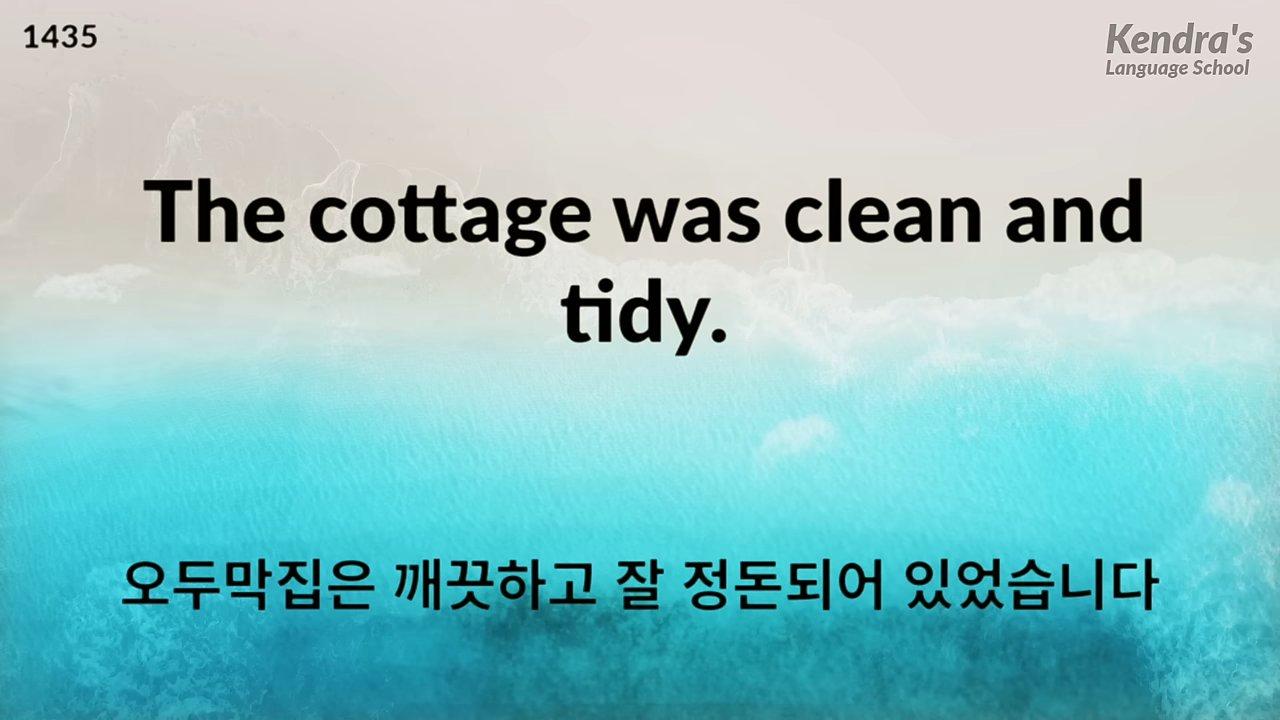 1435
Kendra's
Language School
The cottage was clean and
tidy.
오두막집은 깨끗하고 잘 정돈되어 있었습니다